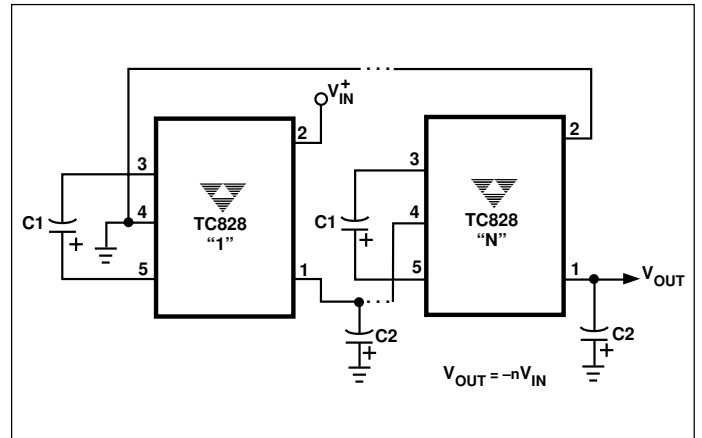 V+IN
2
2
3
3
4
4
C1
TC828
"1"
C1
TC828
"N"
5
1
5
1
VOUT
C2
C2
VOUT = –nVIN